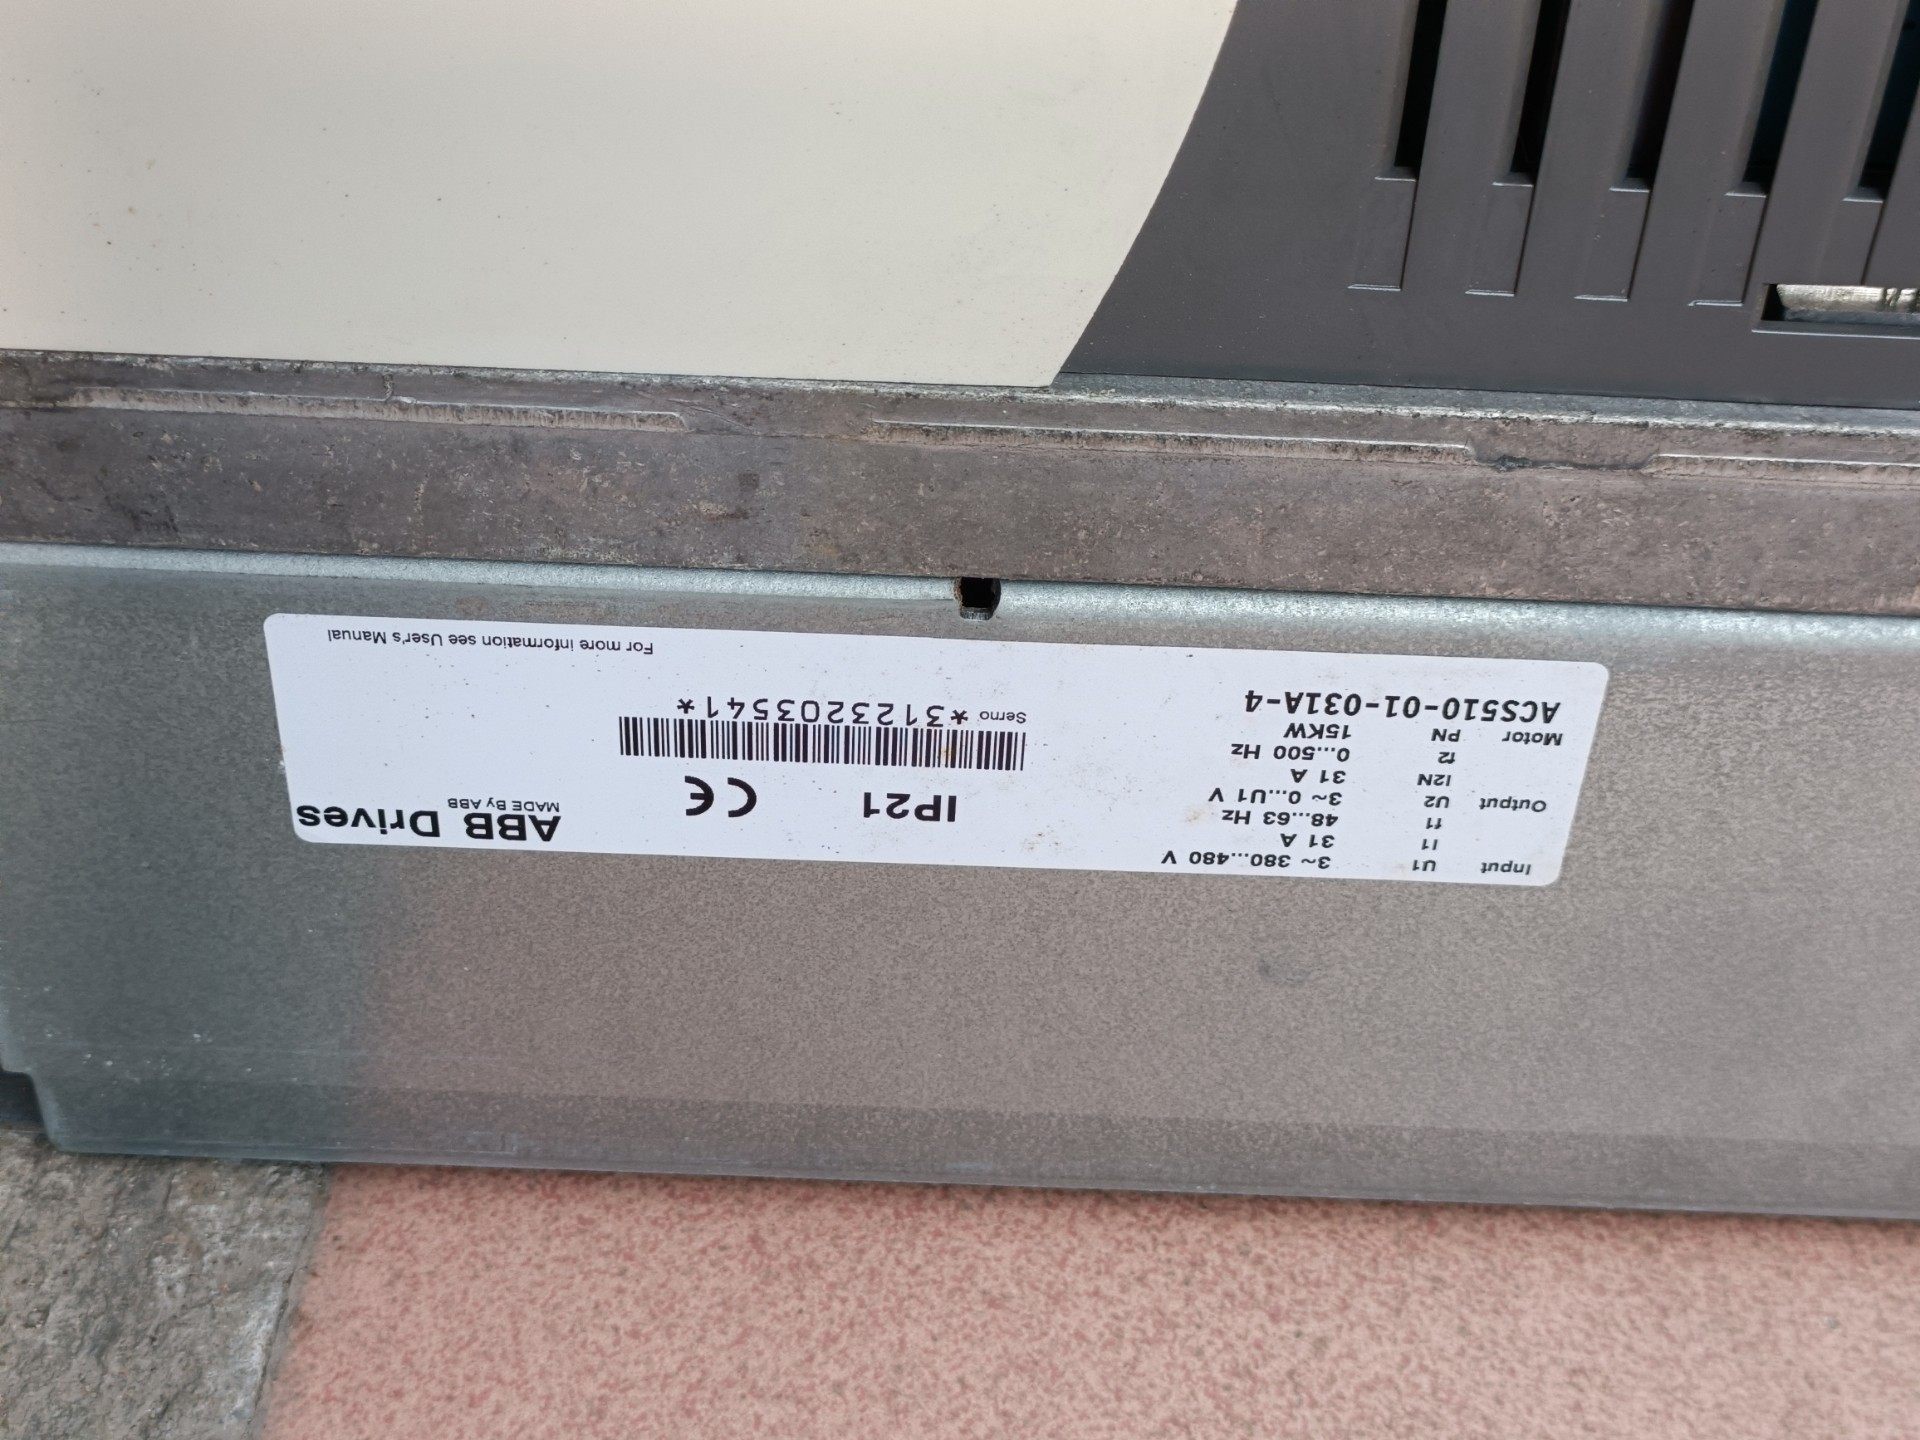 Input U1 3~ 380...480 V
I1 31 A
f1 48...63 Hz
Output U2 3~ 0...U1 V
I2N 31 A
f2 0...500 Hz
Motor PN 15KW
ACS510-01-031A-4
IP21
CE
Serno *3123203541*
ABB Drives
MADE By ABB
For more information see User's Manual